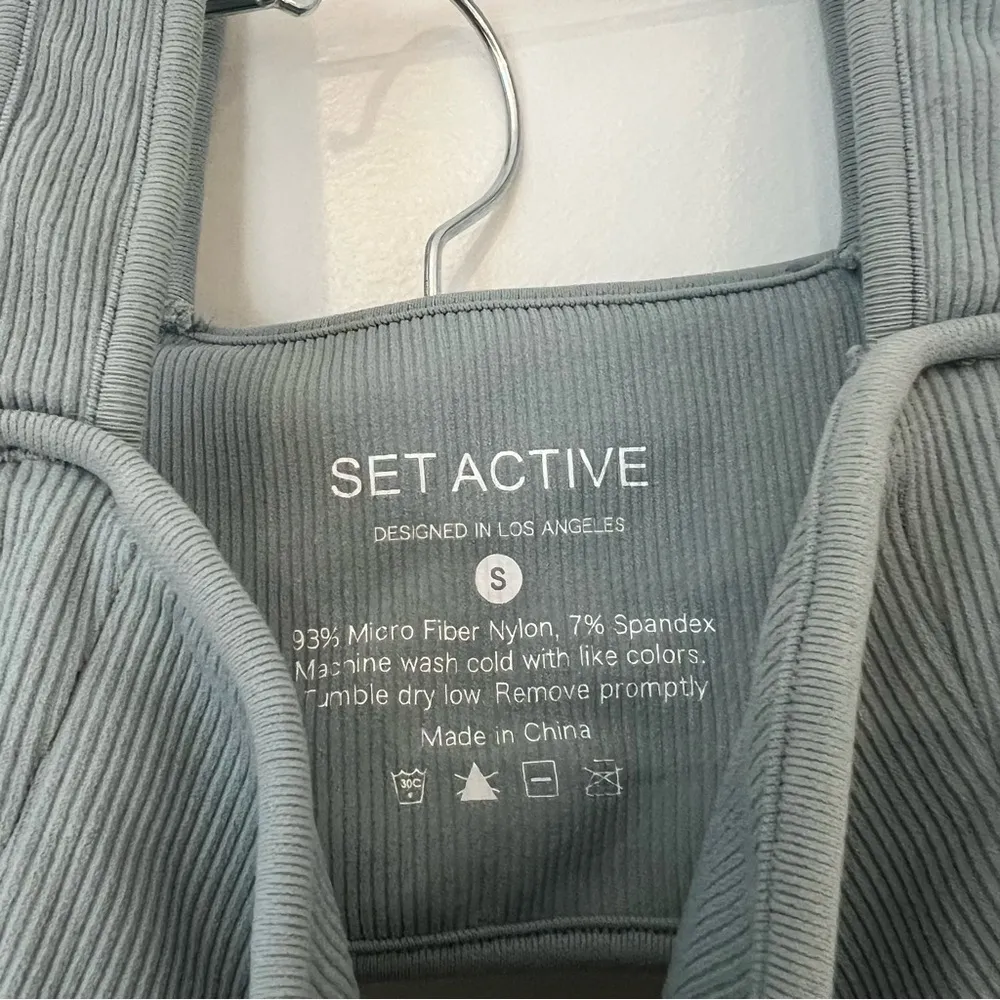 SET ACTIVE
DESIGNED IN LOS ANGELES
S
93% Micro Fiber Nylon, 7% Spandex
Machine wash cold with like colors.
Tumble dry low Remove promptly
Made in China
30C